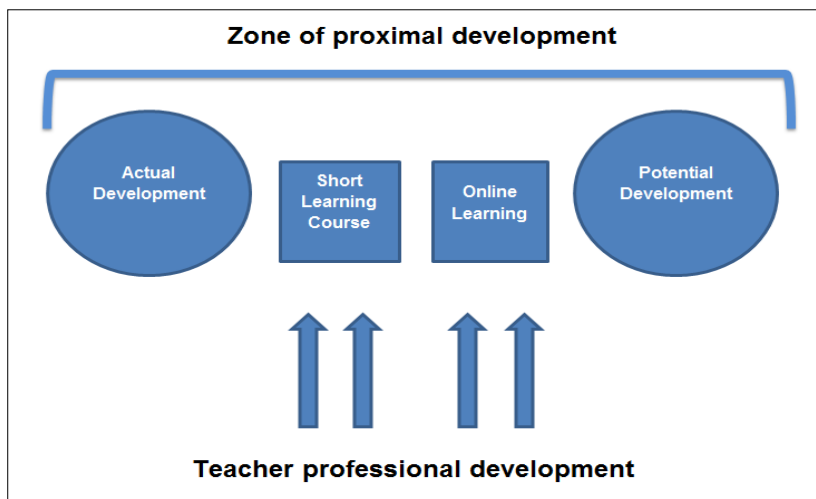 Zone of proximal development
Actual
Development
Short
Learning
Course
Online
Learning
Potential
Development
Teacher professional development